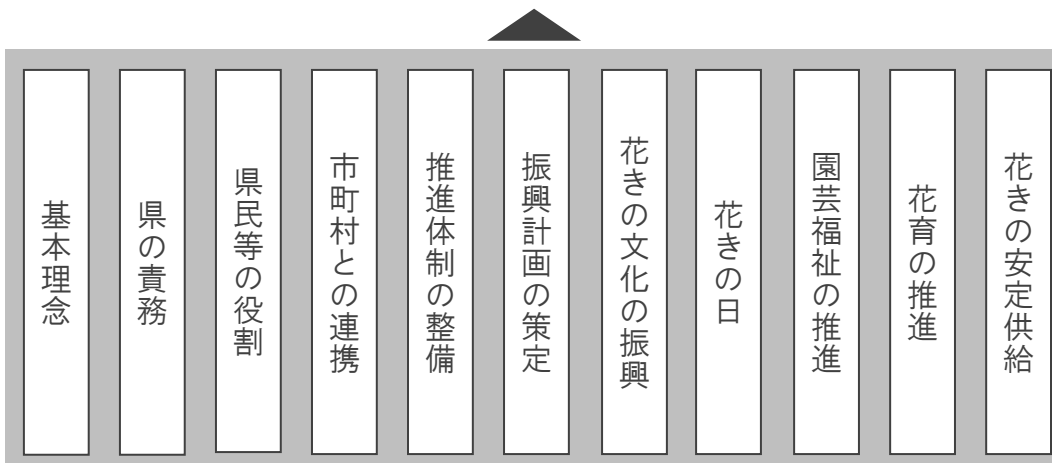 基本理念
県の責務
県民等の役割
市町村との連携
推進体制の整備
振興計画の策定
花きの文化の振興
花きの日
園芸福祉の推進
花育の推進
花きの安定供給